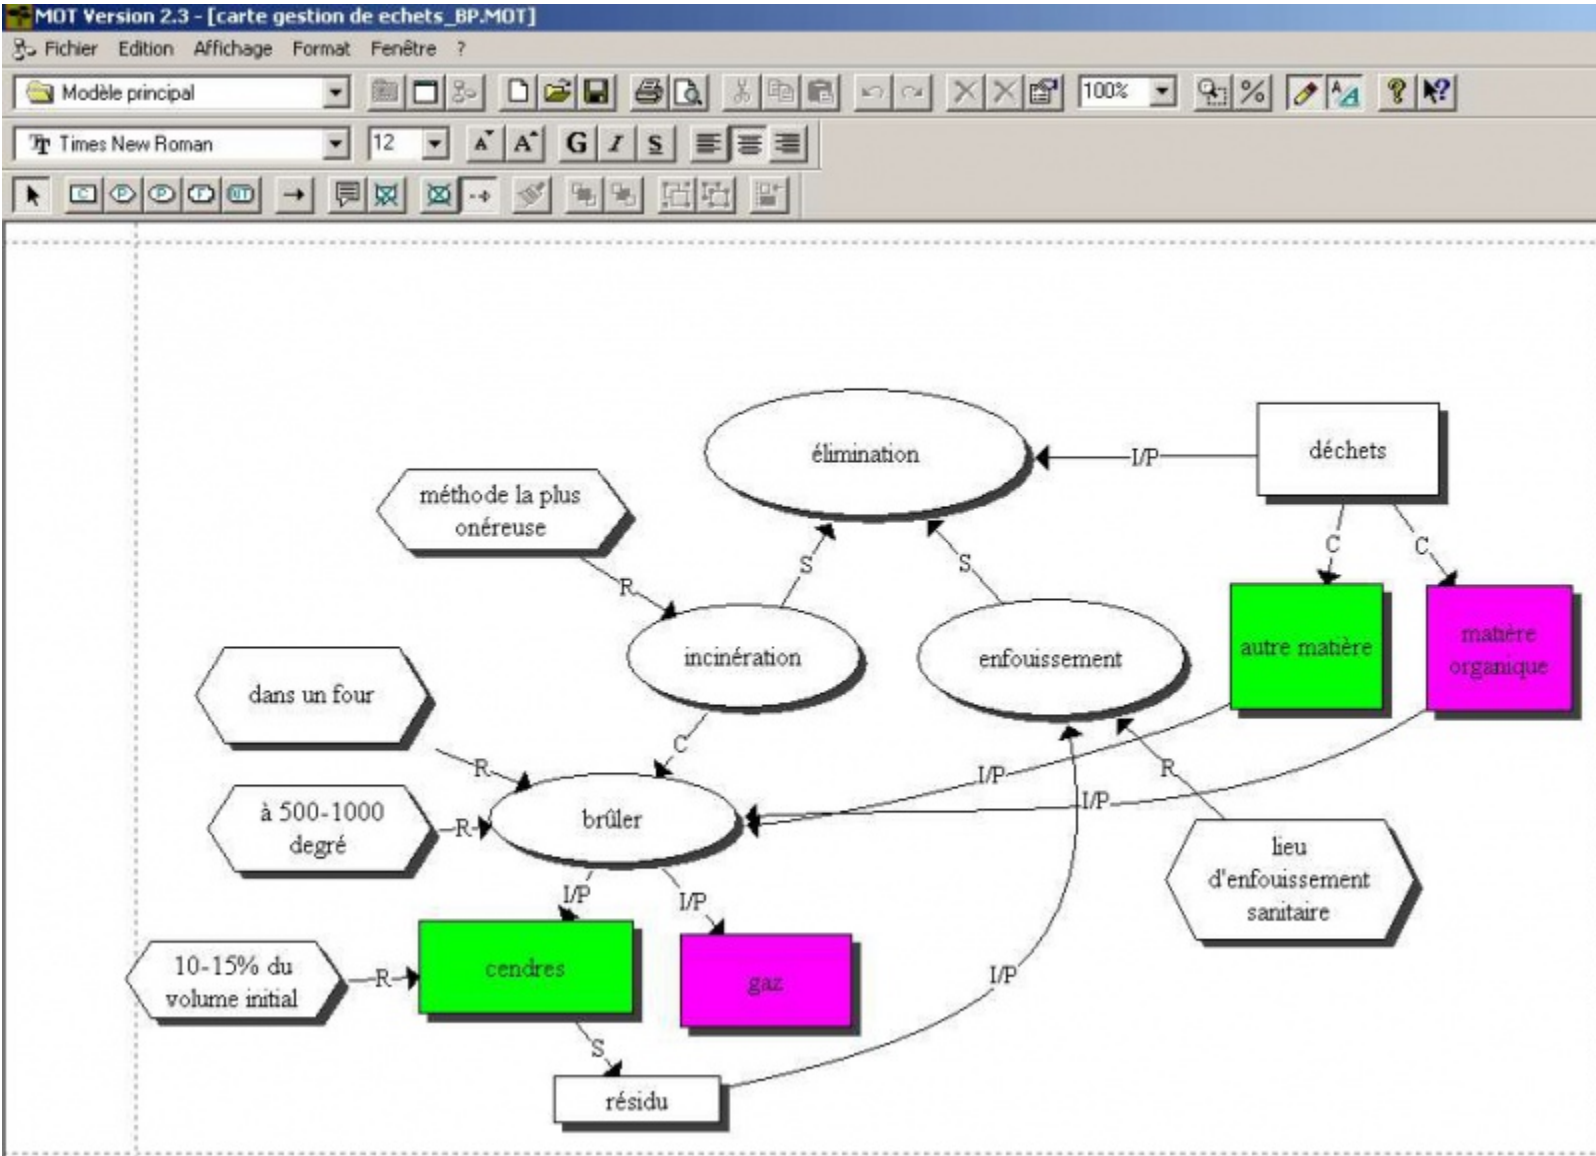 MOT Version 2.3 - [carte gestion de echets_BP.MOT]
Fichier Edition Affichage Format Fenêtre ?
Modèle principal
100%
%
Times New Roman
12
A A G I S
C P P F
élimination
I/P
déchets
méthode la plus
onéreuse
R
S
S
C
C
incinération
enfouissement
autre matière
matière
organique
dans un four
R
C
I/P
R
à 500-1000
degré
R
brûler
I/P
lieu
d'enfouissement
sanitaire
I/P
I/P
10-15% du
volume initial
R
cendres
gaz
I/P
S
résidu